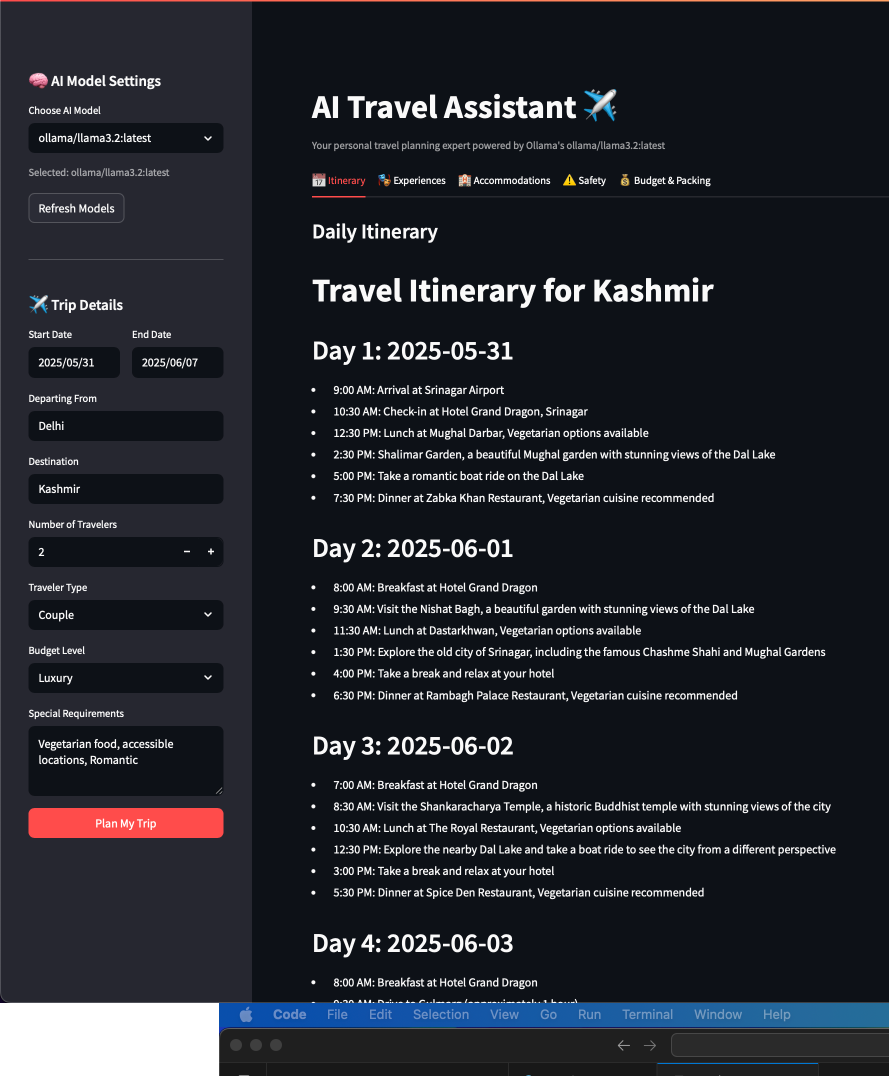 🧠 AI Model Settings
Choose AI Model
ollama/llama3.2:latest
Selected: ollama/llama3.2:latest
Refresh Models
✈️ Trip Details
Start Date
End Date
2025/05/31
2025/06/07
Departing From
Delhi
Destination
Kashmir
Number of Travelers
2
− +
Traveler Type
Couple
Budget Level
Luxury
Special Requirements
Vegetarian food, accessible
locations, Romantic
Plan My Trip
AI Travel Assistant ✈️
Your personal travel planning expert powered by Ollama's ollama/llama3.2:latest
📅 Itinerary 🎭 Experiences 🏨 Accommodations ⚠️ Safety 💰 Budget & Packing
Daily Itinerary
Travel Itinerary for Kashmir
Day 1: 2025-05-31
• 9:00 AM: Arrival at Srinagar Airport
• 10:30 AM: Check-in at Hotel Grand Dragon, Srinagar
• 12:30 PM: Lunch at Mughal Darbar, Vegetarian options available
• 2:30 PM: Shalimar Garden, a beautiful Mughal garden with stunning views of the Dal Lake
• 5:00 PM: Take a romantic boat ride on the Dal Lake
• 7:30 PM: Dinner at Zabka Khan Restaurant, Vegetarian cuisine recommended
Day 2: 2025-06-01
• 8:00 AM: Breakfast at Hotel Grand Dragon
• 9:30 AM: Visit the Nishat Bagh, a beautiful garden with stunning views of the Dal Lake
• 11:30 AM: Lunch at Dastarkhwan, Vegetarian options available
• 1:30 PM: Explore the old city of Srinagar, including the famous Chashme Shahi and Mughal Gardens
• 4:00 PM: Take a break and relax at your hotel
• 6:30 PM: Dinner at Rambagh Palace Restaurant, Vegetarian cuisine recommended
Day 3: 2025-06-02
• 7:00 AM: Breakfast at Hotel Grand Dragon
• 8:30 AM: Visit the Shankaracharya Temple, a historic Buddhist temple with stunning views of the city
• 10:30 AM: Lunch at The Royal Restaurant, Vegetarian options available
• 12:30 PM: Explore the nearby Dal Lake and take a boat ride to see the city from a different perspective
• 3:00 PM: Take a break and relax at your hotel
• 5:30 PM: Dinner at Spice Den Restaurant, Vegetarian cuisine recommended
Day 4: 2025-06-03
• 8:00 AM: Breakfast at Hotel Grand Dragon
• 9:30 AM: Drive to Gulmarg (approximately 1 hour)
Code File Edit Selection View Go Run Terminal Window Help